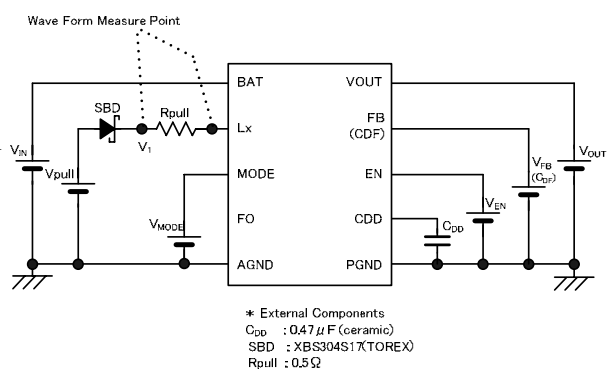 Wave Form Measure Point
BAT
VOUT
SBD
Rpull
FB
(CDF)
Lx
V1
VIN
Vpull
VOUT
VFB
(CDF)
MODE
EN
VEN
VMODE
FO
CDD
CDD
AGND
PGND
* External Components
CDD : 0.47μF (ceramic)
SBD : XBS304S17(TOREX)
Rpull : 0.5Ω